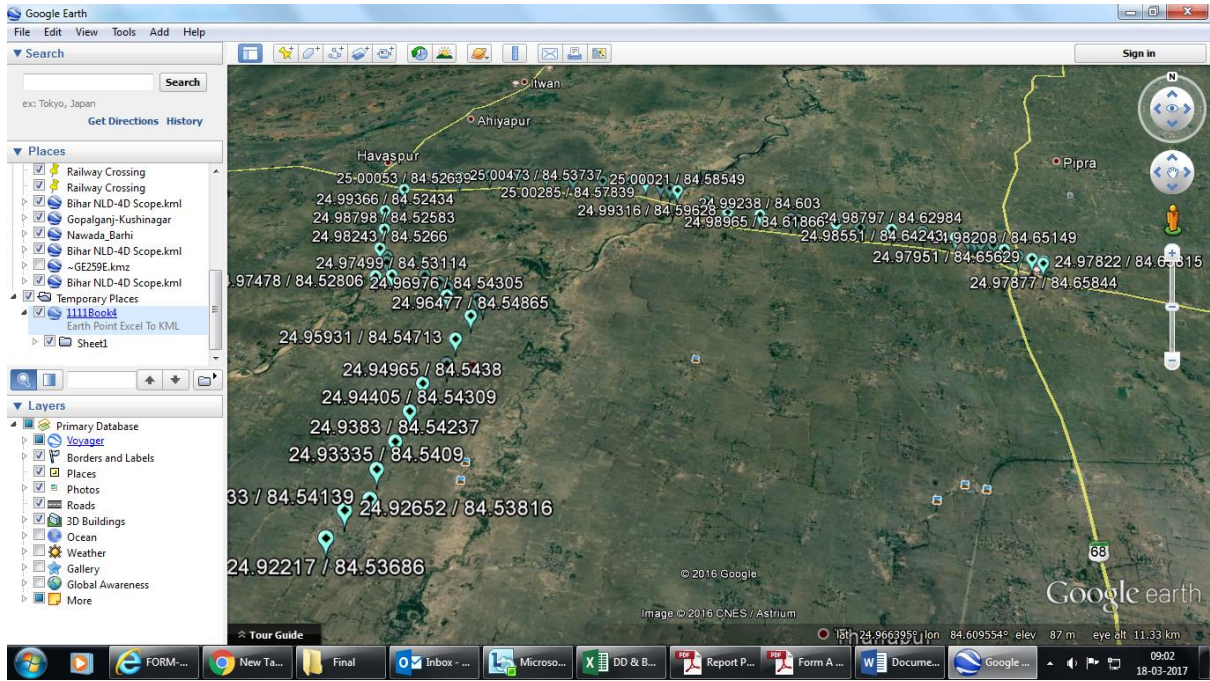 Google Earth
File Edit View Tools Add Help
▼ Search
Search
ex: Tokyo, Japan
Get Directions History
▼ Places
Railway Crossing
Railway Crossing
Bihar NLD-4D Scope.kml
Gopalganj-Kushinagar
Nawada_Barhi
Bihar NLD-4D Scope.kml
~GE259E.kmz
Bihar NLD-4D Scope.kml
Temporary Places
1111Book4
Earth Point Excel To KML
Sheet1
▼ Layers
Primary Database
Voyager
Borders and Labels
Places
Photos
Roads
3D Buildings
Ocean
Weather
Gallery
Global Awareness
More
Sign in
N
Itwan
Ahiyapur
Havaspur
Pipra
25.00053 / 84.52639
25.00473 / 84.53737
25.00021 / 84.58549
24.99366 / 84.52434
25.00285 / 84.57839
24.99238 / 84.603
24.98798 / 84.52583
24.99316 / 84.59628
24.98965 / 84.61866
24.98797 / 84.62984
24.98243 / 84.5266
24.98551 / 84.64243
24.98208 / 84.65149
24.97499 / 84.53114
24.97951 / 84.65629
24.97822 /
24.97478 / 84.52806
24.96976 / 84.54305
24.97877 / 84.65844
24.96477 / 84.54865
24.95931 / 84.54713
24.94965 / 84.5438
24.94405 / 84.54309
24.9383 / 84.54237
24.93335 / 84.5409
33 / 84.54139
24.92652 / 84.53816
24.92217 / 84.53686
68
© 2016 Google
Image © 2016 CNES / Astrium
Google earth
Tour Guide
lat 24.966395° lon 84.609554° elev 87 m eye alt 11.33 km
FORM-...
New Ta...
Final
Inbox - ...
Microso...
DD & B...
Report P...
Form A ...
Docume...
Google ...
09:02
18-03-2017